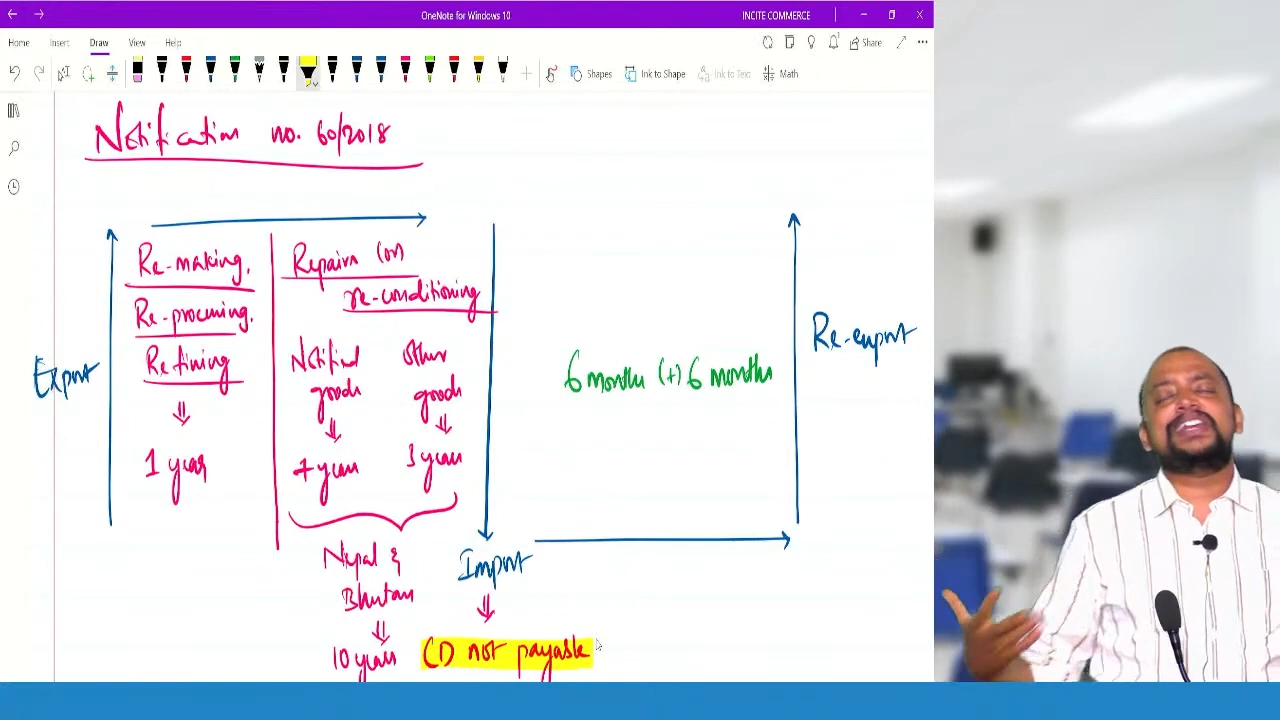 OneNote for Windows 10
INCITE COMMERCE
Home Insert Draw View Help
Share
Shapes
Ink to Shape
Ink to Text
Math
Notification no. 60/2018
Export
Re-making.
Re-procuring.
Refining
1 year
Repairs (or)
re-conditioning
Notified goods
7 years
other goods
3 years
Nepal &
Bhutan
10 years
Import
CD not payable
6 months (+) 6 months
Re-export